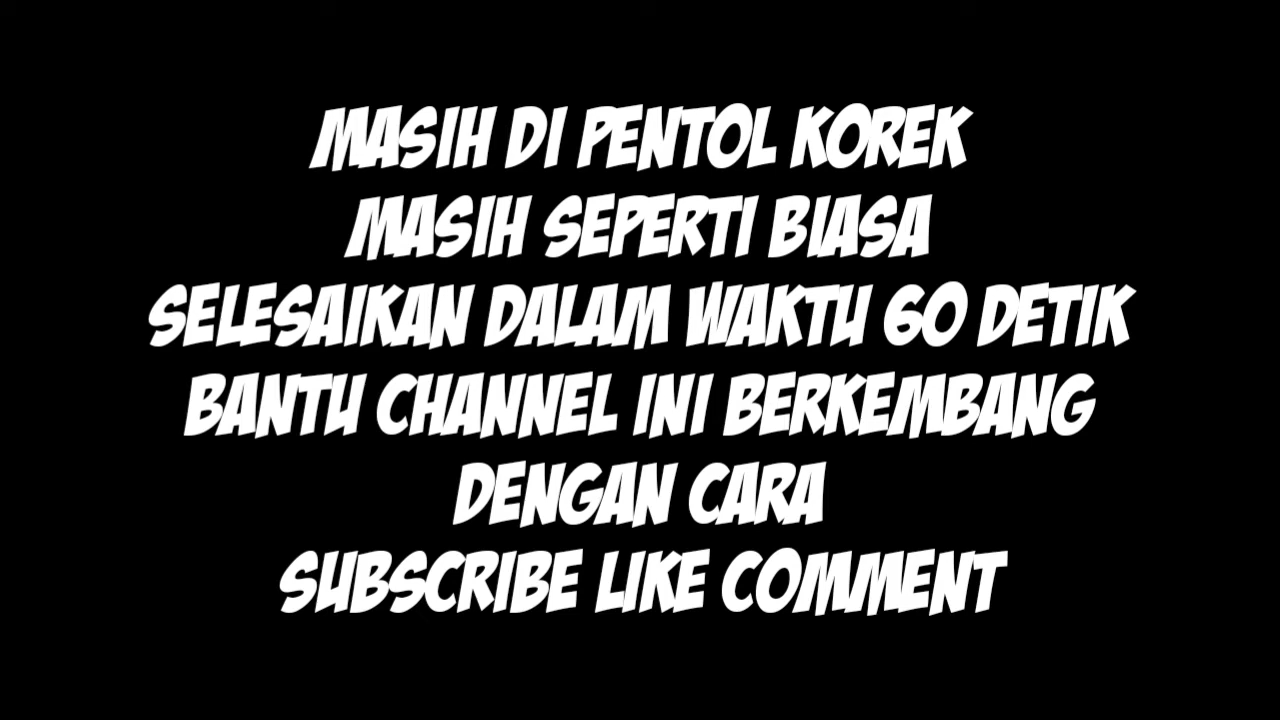 MASIH DI PENTOL KOREK
MASIH SEPERTI BIASA
SELESAIKAN DALAM WAKTU 60 DETIK
BANTU CHANNEL INI BERKEMBANG
DENGAN CARA
SUBSCRIBE LIKE COMMENT